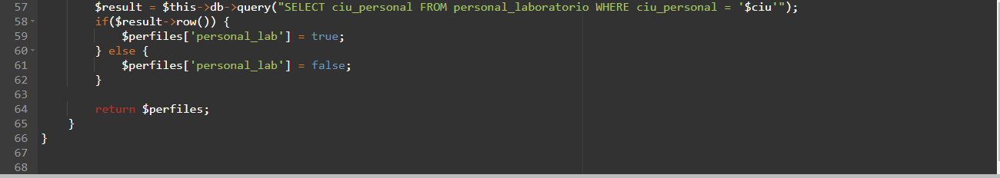 57 $result = $this->db->query("SELECT ciu_personal FROM personal_laboratorio WHERE ciu_personal = '$ciu'");
58 if($result->row()) {
59 $perfiles['personal_lab'] = true;
60 } else {
61 $perfiles['personal_lab'] = false;
62 }
63
64 return $perfiles;
65 }
66 }
67
68